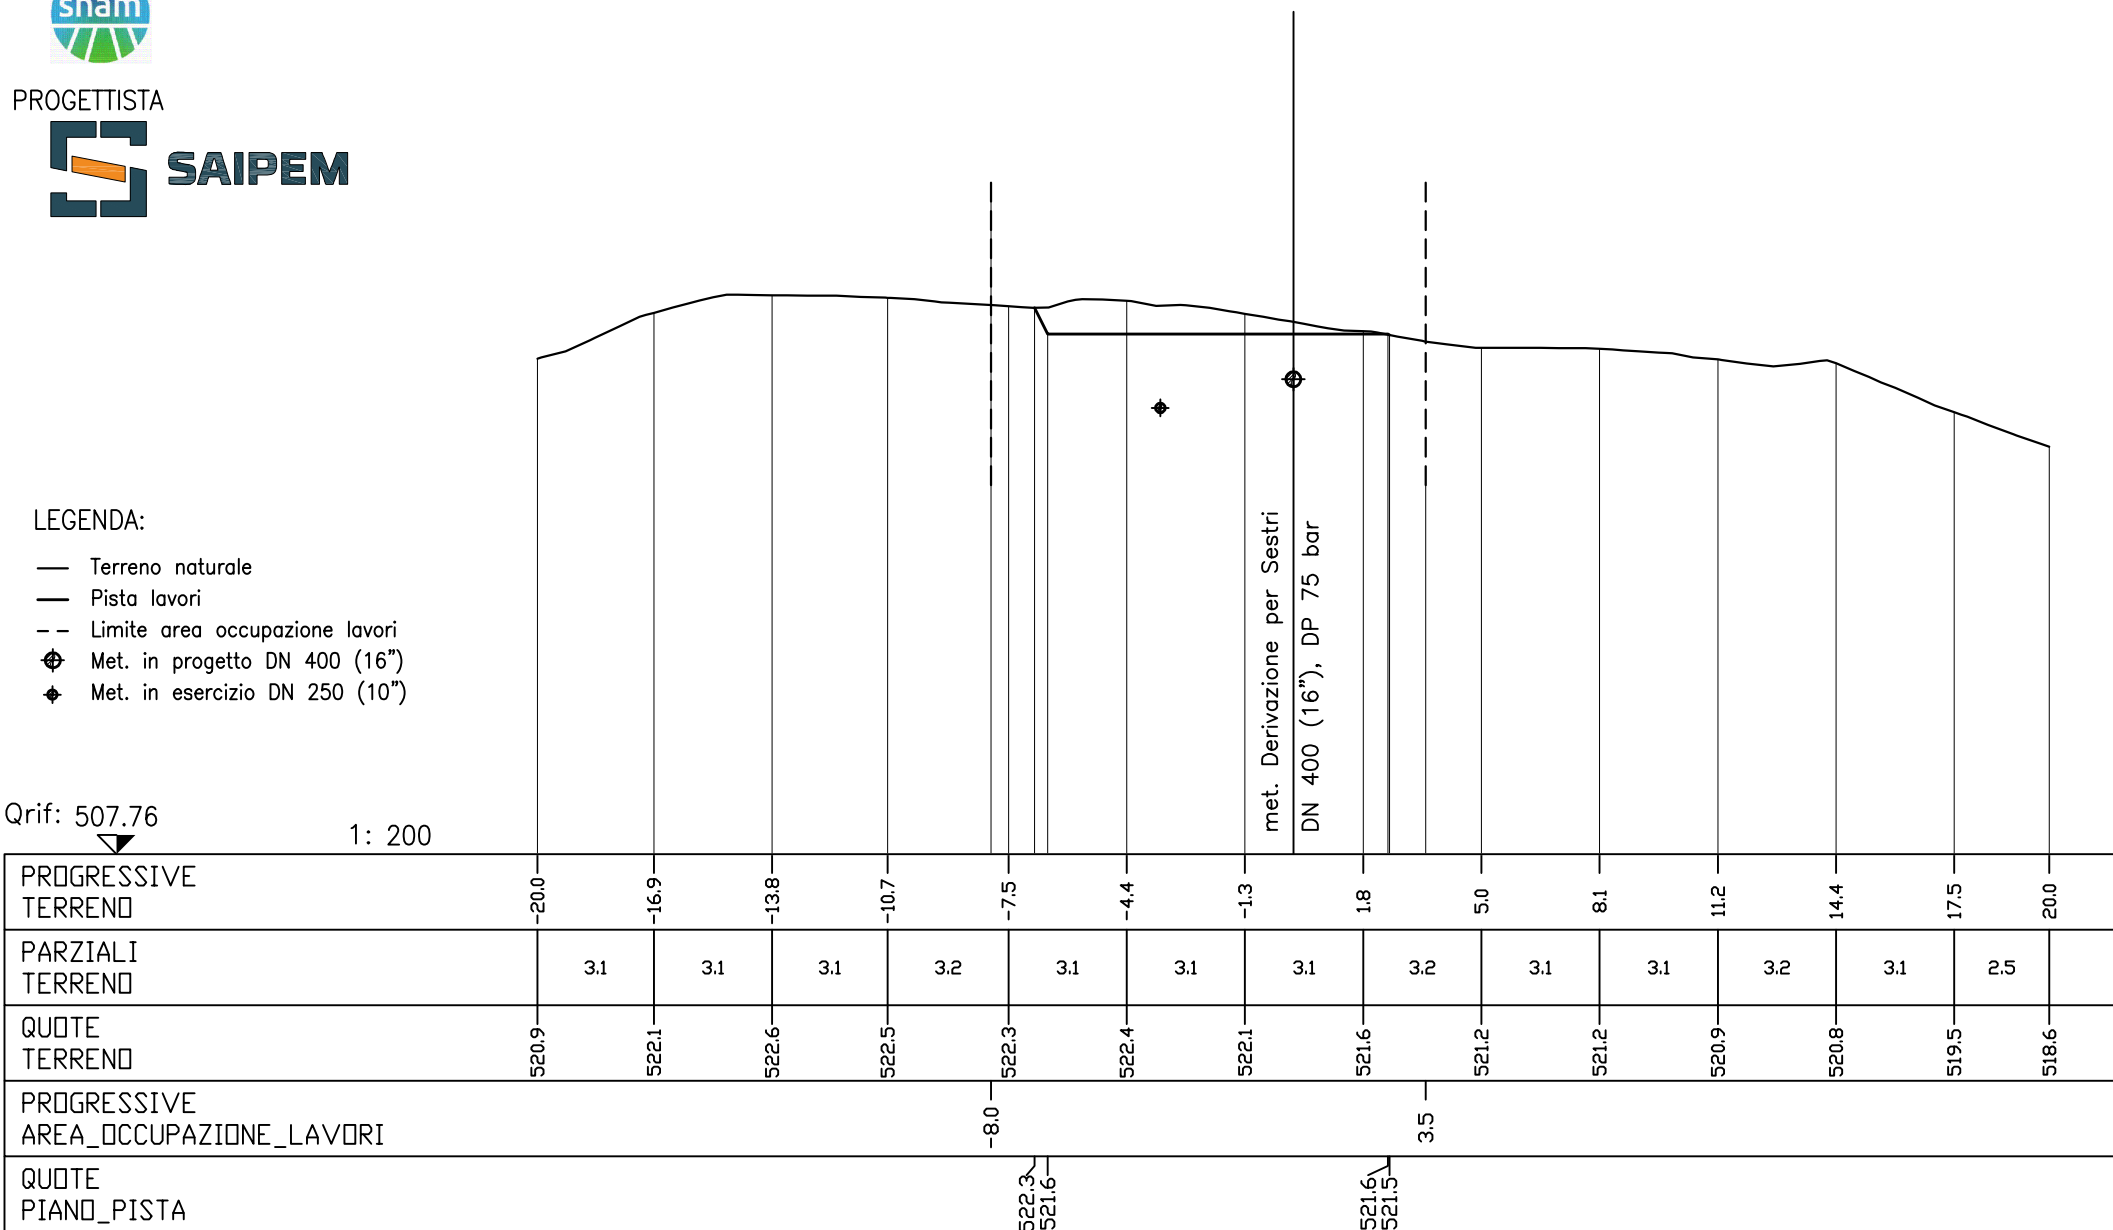 snam
PROGETTISTA
SAIPEM
LEGENDA:
Terreno naturale
Pista lavori
Limite area occupazione lavori
Met. in progetto DN 400 (16")
Met. in esercizio DN 250 (10")
met. Derivazione per Sestri
DN 400 (16"), DP 75 bar
Qrif: 507.76
1: 200
PROGRESSIVE
TERRENO
-20.0 -16.9 -13.8 -10.7 -7.5 -4.4 -1.3 1.8 5.0 8.1 11.2 14.4 17.5 20.0
PARZIALI
TERRENO
3.1 3.1 3.1 3.2 3.1 3.1 3.1 3.2 3.1 3.1 3.2 3.1 2.5
QUOTE
TERRENO
520.9 522.1 522.6 522.5 522.3 522.4 522.1 521.6 521.2 521.2 520.9 520.8 519.5 518.6
PROGRESSIVE
AREA_OCCUPAZIONE_LAVORI
-8.0 3.5
QUOTE
PIANO_PISTA
522.3 521.6 521.6 521.5